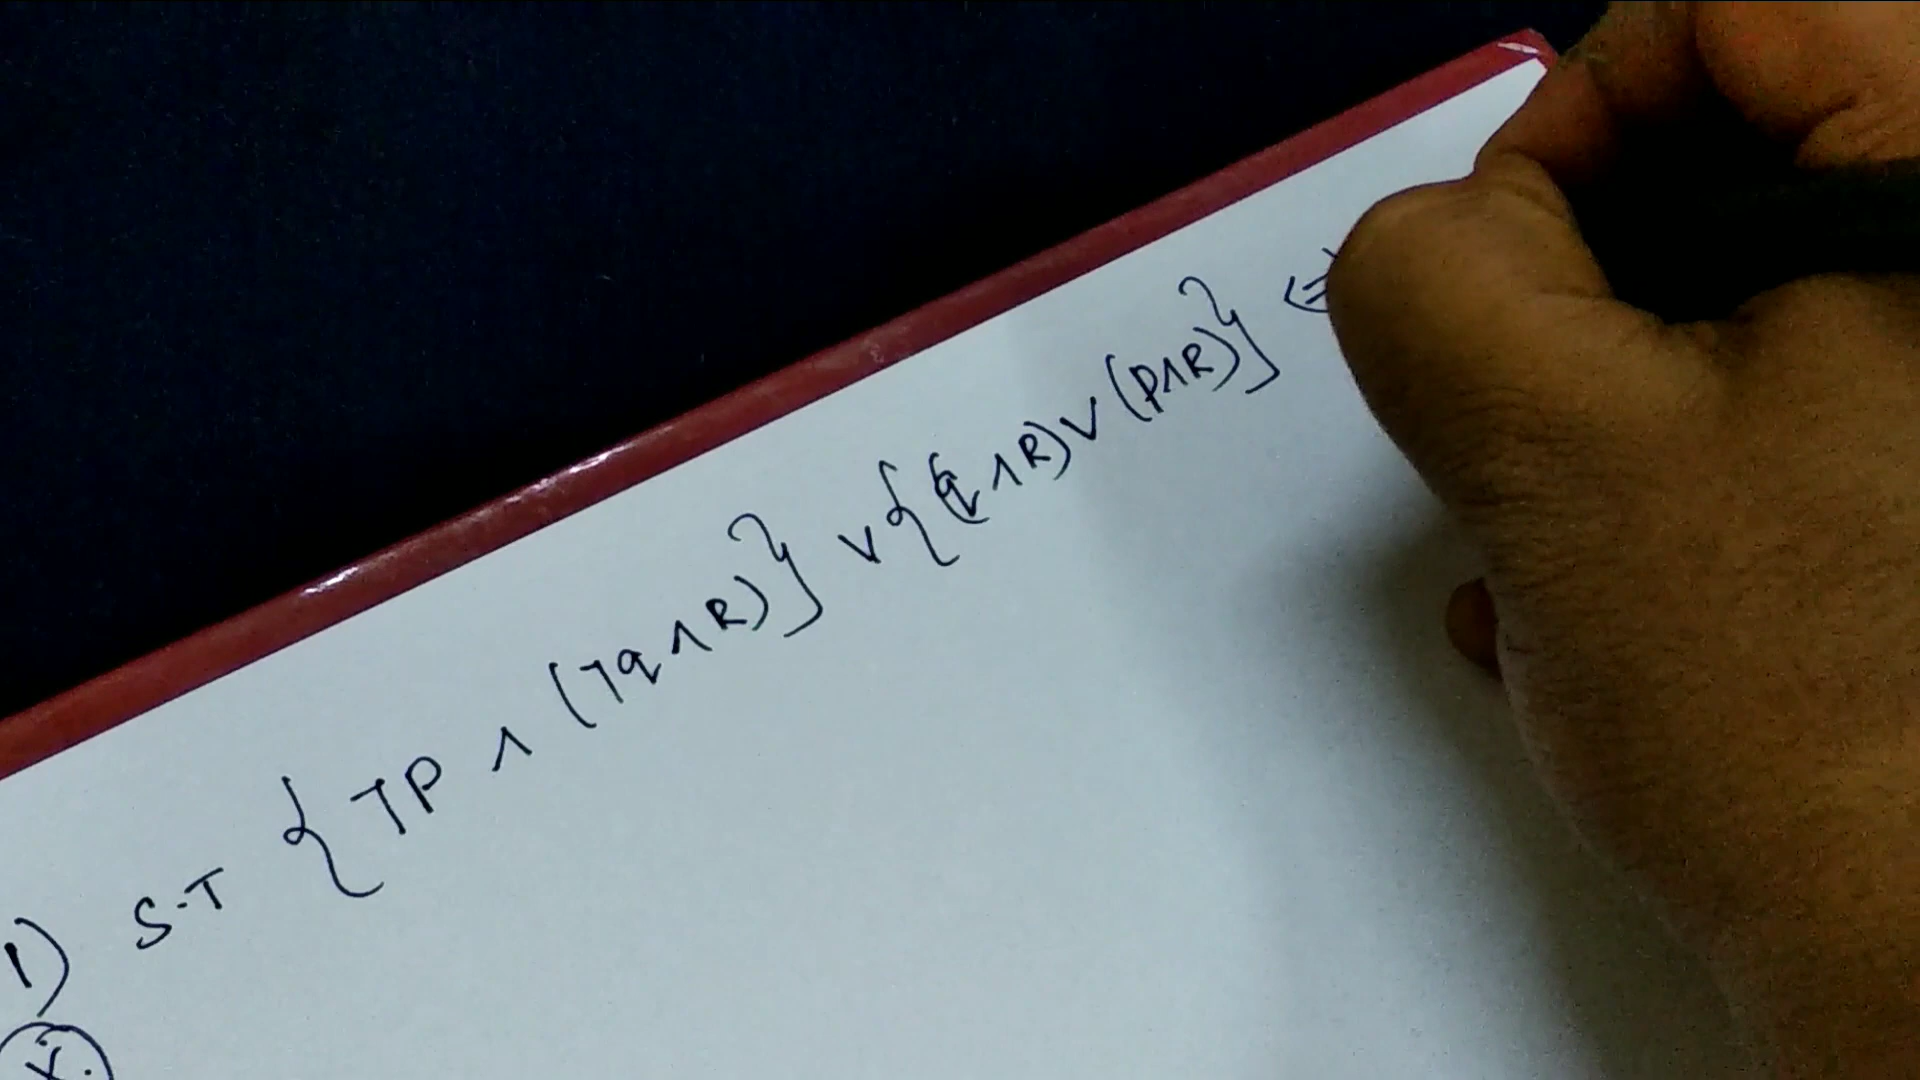 1) S.T {¬P ∧ (¬q ∧ R)} ∨ {(q ∧ R) ∨ (P∧R)} ⇔
X.